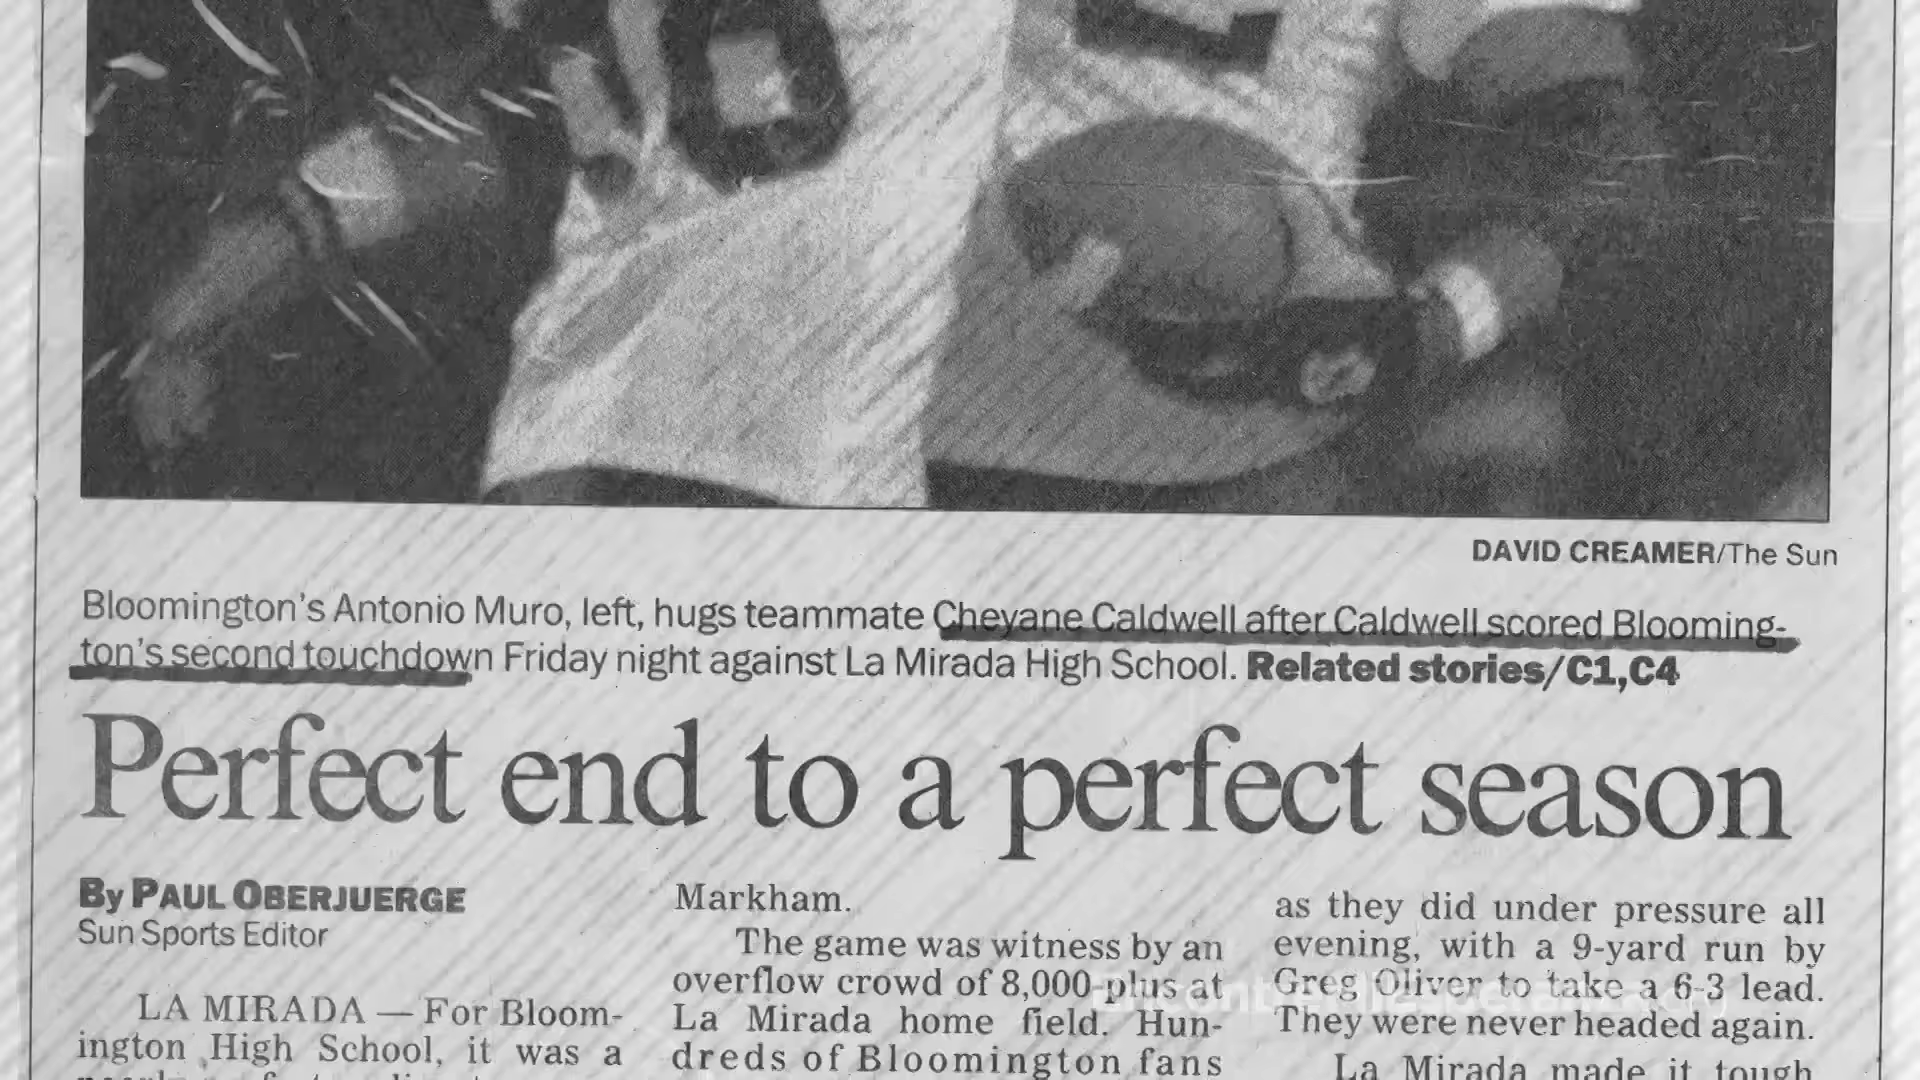 DAVID CREAMER/The Sun
Bloomington's Antonio Muro, left, hugs teammate Cheyane Caldwell after Caldwell scored Blooming-
ton's second touchdown Friday night against La Mirada High School. Related stories/C1,C4
Perfect end to a perfect season
By PAUL OBERJUERGE
Sun Sports Editor
LA MIRADA — For Bloom-
ington High School, it was a
Markham.
The game was witness by an
overflow crowd of 8,000-plus at
La Mirada home field. Hun-
dreds of Bloomington fans
as they did under pressure all
evening, with a 9-yard run by
Greg Oliver to take a 6-3 lead.
They were never headed again.
La Mirada made it tough